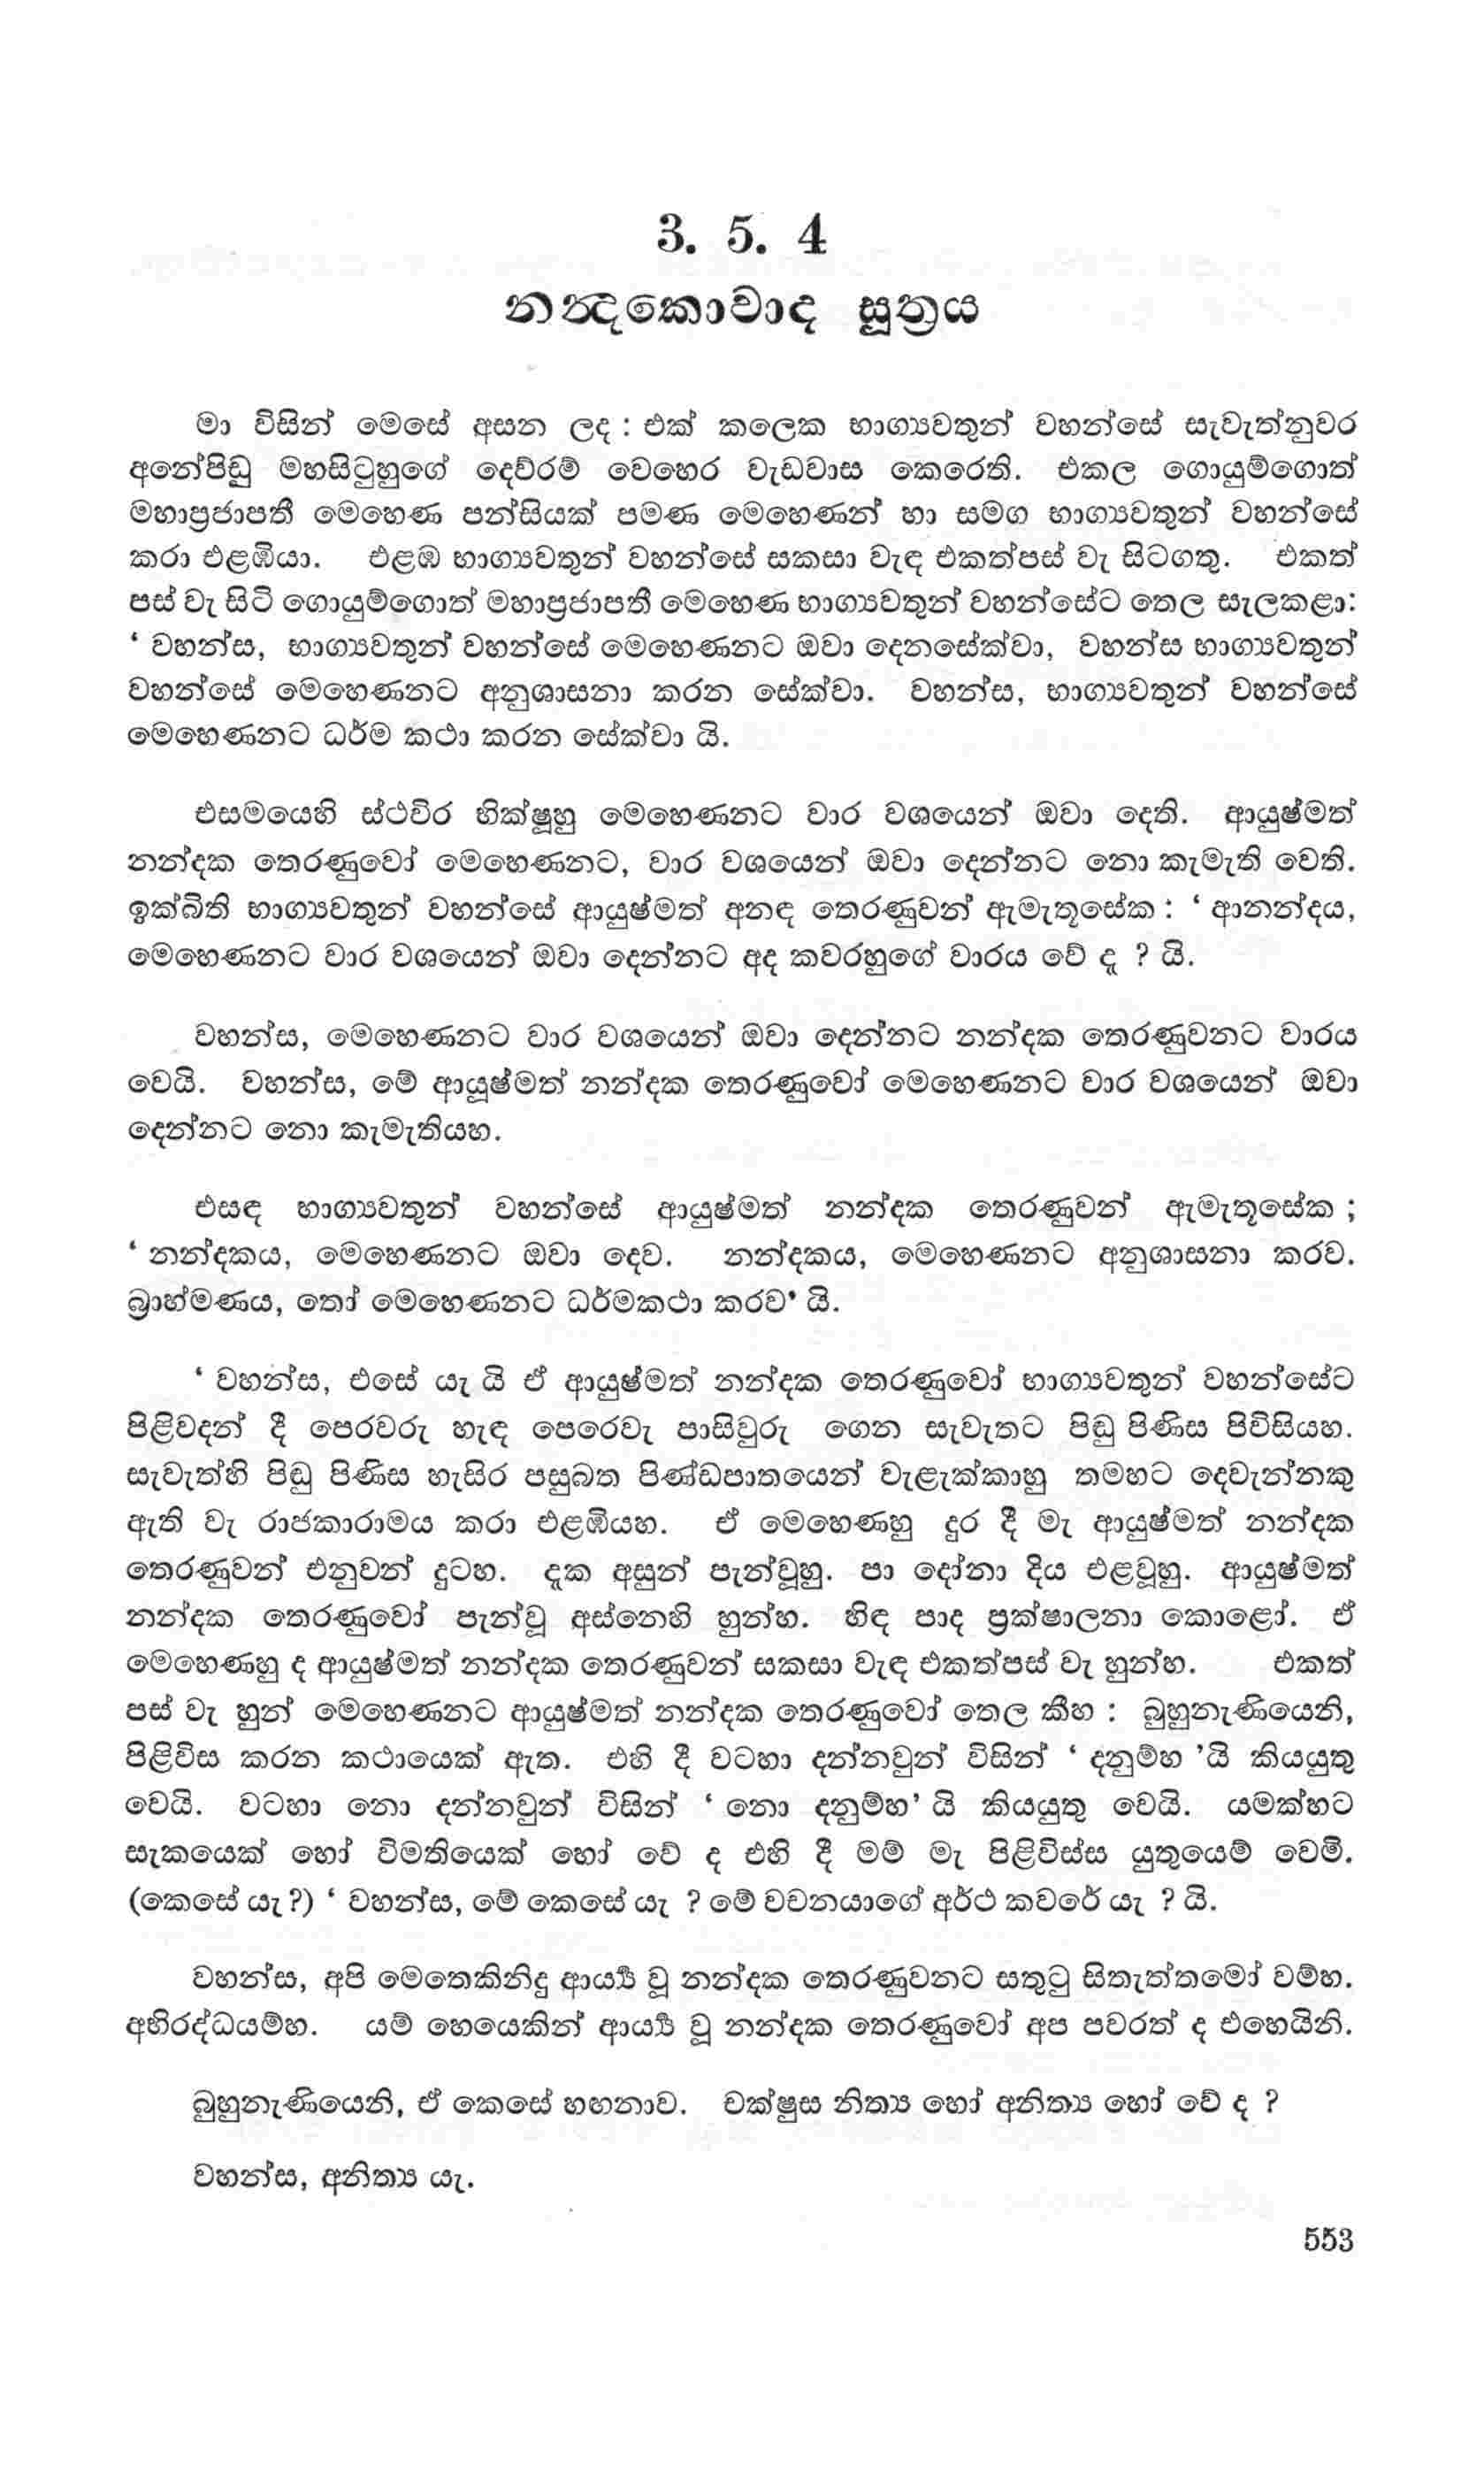 3. 5. 4
නන්‍දකොවාද සූත්‍රය
මා විසින් මෙසේ අසන ලද : එක් කලෙක භාග්‍යවතුන් වහන්සේ සැවැත්නුවර
අනේපිඬු මහසිටුහුගේ දෙව්රම් වෙහෙර වැඩවාස කෙරෙති. එකල ගොයුම්ගොත්
මහාප්‍රජාපතී මෙහෙණ පන්සියක් පමණ මෙහෙණන් හා සමග භාග්‍යවතුන් වහන්සේ
කරා එළඹියා. එළඹ භාග්‍යවතුන් වහන්සේ සකසා වැඳ එකත්පස් වැ සිටගතු. එකත්
පස් වැ සිටි ගොයුම්ගොත් මහාප්‍රජාපතී මෙහෙණ භාග්‍යවතුන් වහන්සේට තෙල සැලකළා:
‘ වහන්ස, භාග්‍යවතුන් වහන්සේ මෙහෙණනට ඔවා දෙනසේක්වා, වහන්ස භාග්‍යවතුන්
වහන්සේ මෙහෙණනට අනුශාසනා කරන සේක්වා. වහන්ස, භාග්‍යවතුන් වහන්සේ
මෙහෙණනට ධර්ම කථා කරන සේක්වා යි.
එසමයෙහි ස්ථවිර භික්ෂූහු මෙහෙණනට වාර වශයෙන් ඔවා දෙති. ආයුෂ්මත්
නන්දක තෙරණුවෝ මෙහෙණනට, වාර වශයෙන් ඔවා දෙන්නට නො කැමැති වෙති.
ඉක්බිති භාග්‍යවතුන් වහන්සේ ආයුෂ්මත් අනඳ තෙරණුවන් ඇමැතූසේක : ‘ ආනන්දය,
මෙහෙණනට වාර වශයෙන් ඔවා දෙන්නට අද කවරහුගේ වාරය වේ දැ ? යි.
වහන්ස, මෙහෙණනට වාර වශයෙන් ඔවා දෙන්නට නන්දක තෙරණුවනට වාරය
වෙයි. වහන්ස, මේ ආයූෂ්මත් නන්දක තෙරණුවෝ මෙහෙණනට වාර වශයෙන් ඔවා
දෙන්නට නො කැමැතියහ.
එසඳ භාග්‍යවතුන් වහන්සේ ආයුෂ්මත් නන්දක තෙරණුවන් ඇමැතූසේක ;
‘ නන්දකය, මෙහෙණනට ඔවා දෙව. නන්දකය, මෙහෙණනට අනුශාසනා කරව.
බ්‍රාහ්මණය, තෝ මෙහෙණනට ධර්මකථා කරව’ යි.
‘ වහන්ස, එසේ යැ යි ඒ ආයුෂ්මත් නන්දක තෙරණුවෝ භාග්‍යවතුන් වහන්සේට
පිළිවදන් දී පෙරවරු හැඳ පෙරෙවැ පාසිවුරු ගෙන සැවැතට පිඬු පිණිස පිවිසියහ.
සැවැත්හි පිඬු පිණිස හැසිර පසුබත පිණ්ඩපාතයෙන් වැළැක්කාහු තමහට දෙවැන්නකු
ඇති වැ රාජකාරාමය කරා එළඹියහ. ඒ මෙහෙණහු දුර දී මැ ආයුෂ්මත් නන්දක
තෙරණුවන් එනුවන් දුටහ. දැක අසුන් පැන්වූහු. පා දෝනා දිය එළවූහු. ආයුෂ්මත්
නන්දක තෙරණුවෝ පැන්වූ අස්නෙහි හුන්හ. හිඳ පාද ප්‍රක්ෂාලනා කොළෝ. ඒ
මෙහෙණහු ද ආයුෂ්මත් නන්දක තෙරණුවන් සකසා වැඳ එකත්පස් වැ හුන්හ. එකත්
පස් වැ හුන් මෙහෙණනට ආයුෂ්මත් නන්දක තෙරණුවෝ තෙල කීහ : බුහුනැණියෙනි,
පිළිවිස කරන කථායෙක් ඇත. එහි දී වටහා දන්නවුන් විසින් ‘ දනුම්හ ’යි කියයුතු
වෙයි. වටහා නො දන්නවුන් විසින් ‘ නො දනුම්හ’ යි කියයුතු වෙයි. යමක්හට
සැකයෙක් හෝ විමතියෙක් හෝ වේ ද එහි දී මම් මැ පිළිවිස්ස යුතුයෙම් වෙමි.
(කෙසේ යැ ?) ‘ වහන්ස, මේ කෙසේ යැ ? මේ වචනයාගේ අර්ථ කවරේ යැ ? යි.
වහන්ස, අපි මෙතෙකිනිදු ආර්‍ය්‍ය වූ නන්දක තෙරණුවනට සතුටු සිතැත්තමෝ වම්හ.
අභිරද්ධයම්හ. යම් හෙයෙකින් ආර්‍ය්‍ය වූ නන්දක තෙරණුවෝ අප පවරත් ද එහෙයිනි.
බුහුනැණියෙනි, ඒ කෙසේ හඟනාව. චක්ෂුස නිත්‍ය හෝ අනිත්‍ය හෝ වේ ද ?
වහන්ස, අනිත්‍ය යැ.
553